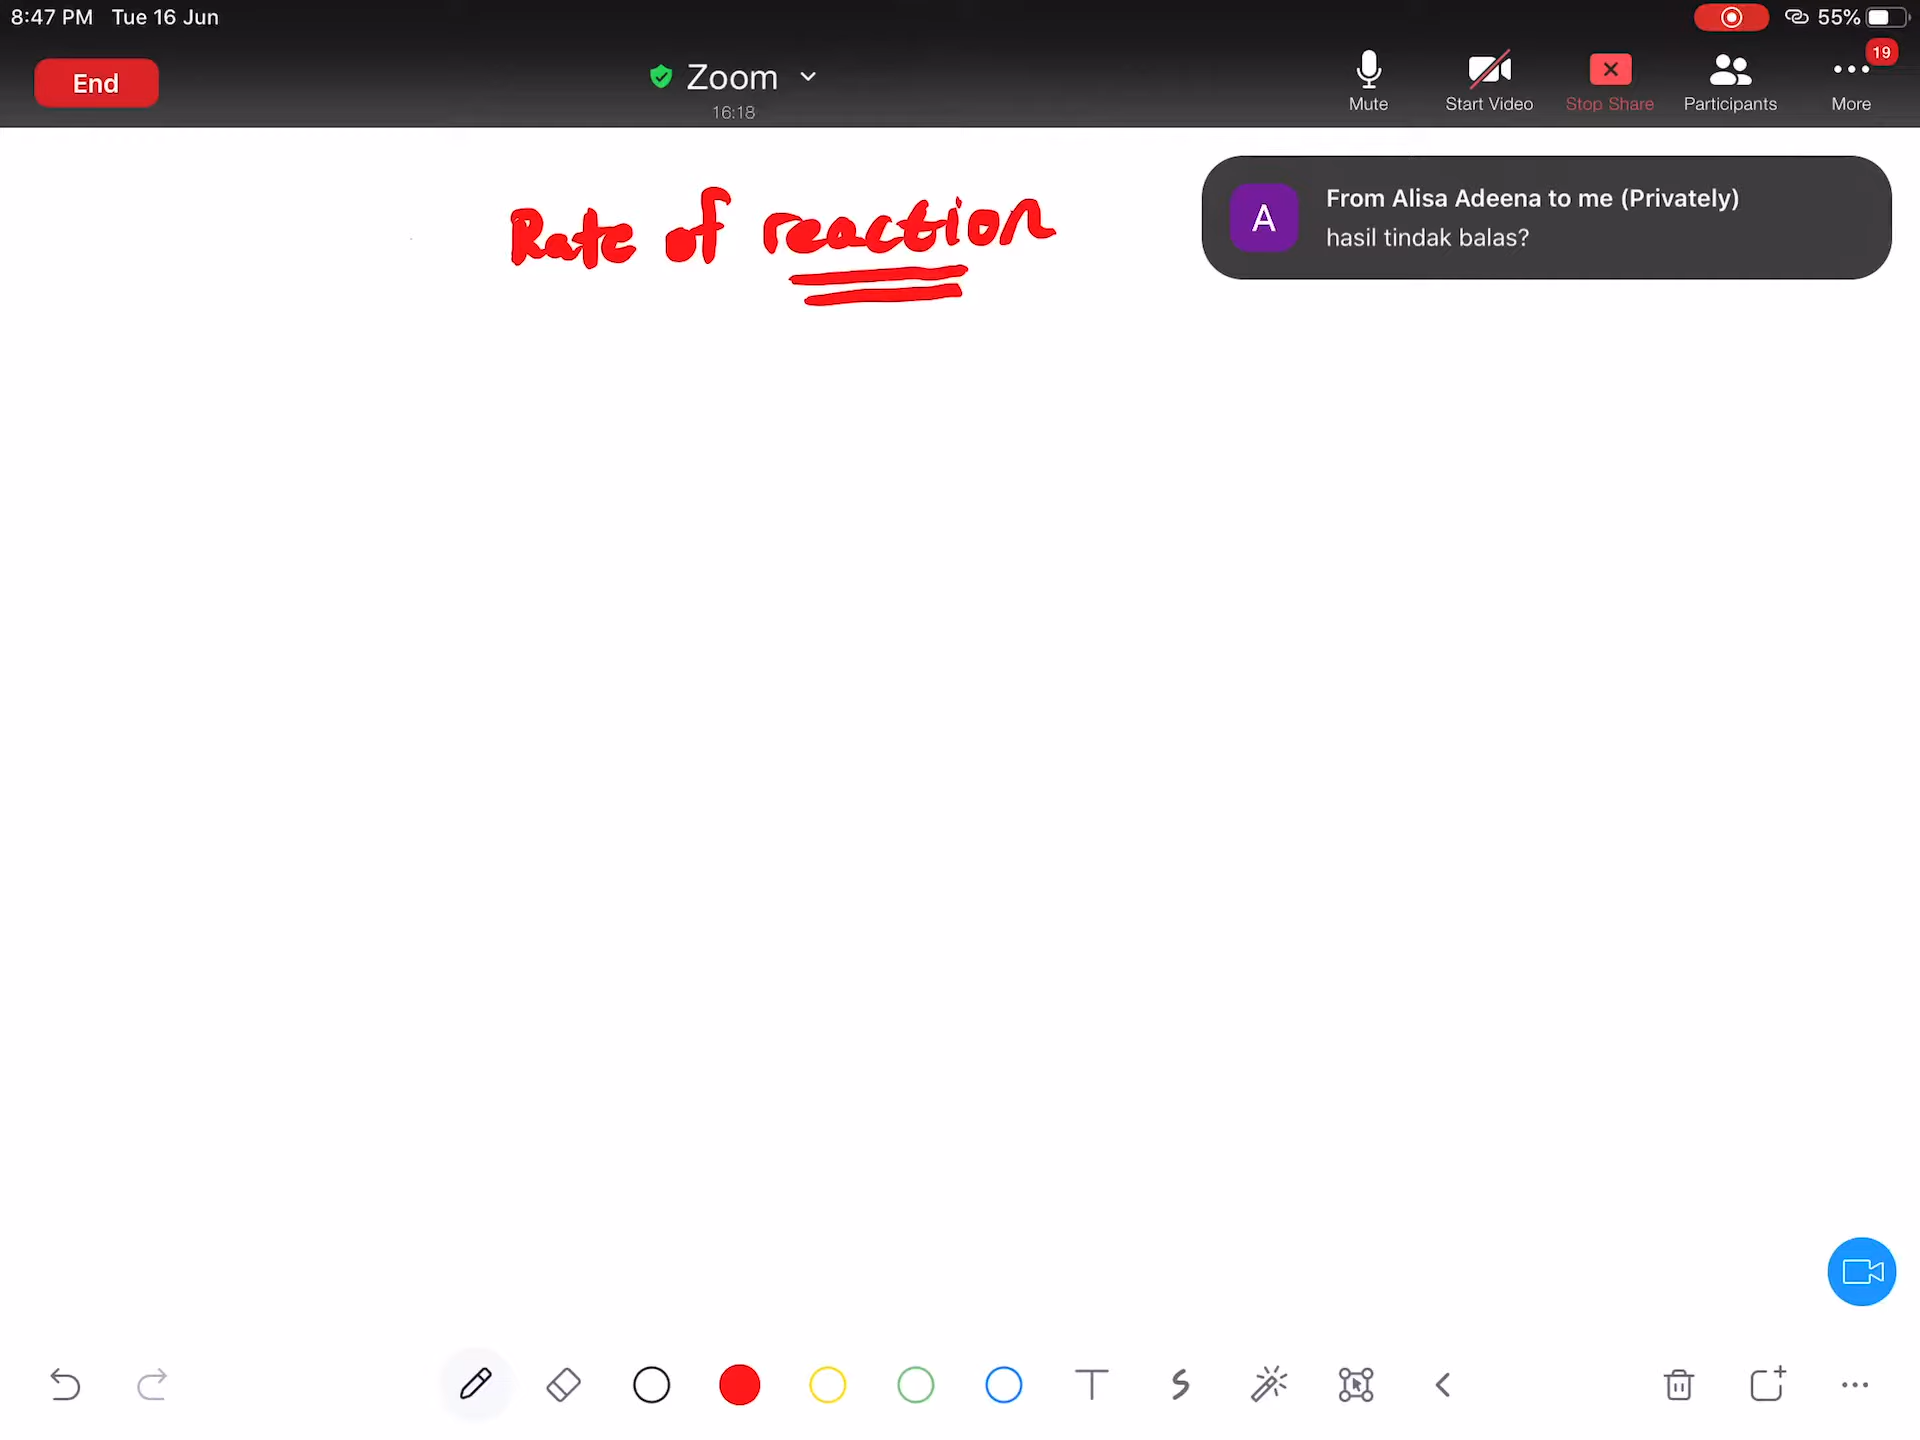 8:47 PM Tue 16 Jun
55%
End
Zoom
16:18
Mute
Start Video
Stop Share
Participants
19
More
Rate of reaction
A
From Alisa Adeena to me (Privately)
hasil tindak balas?